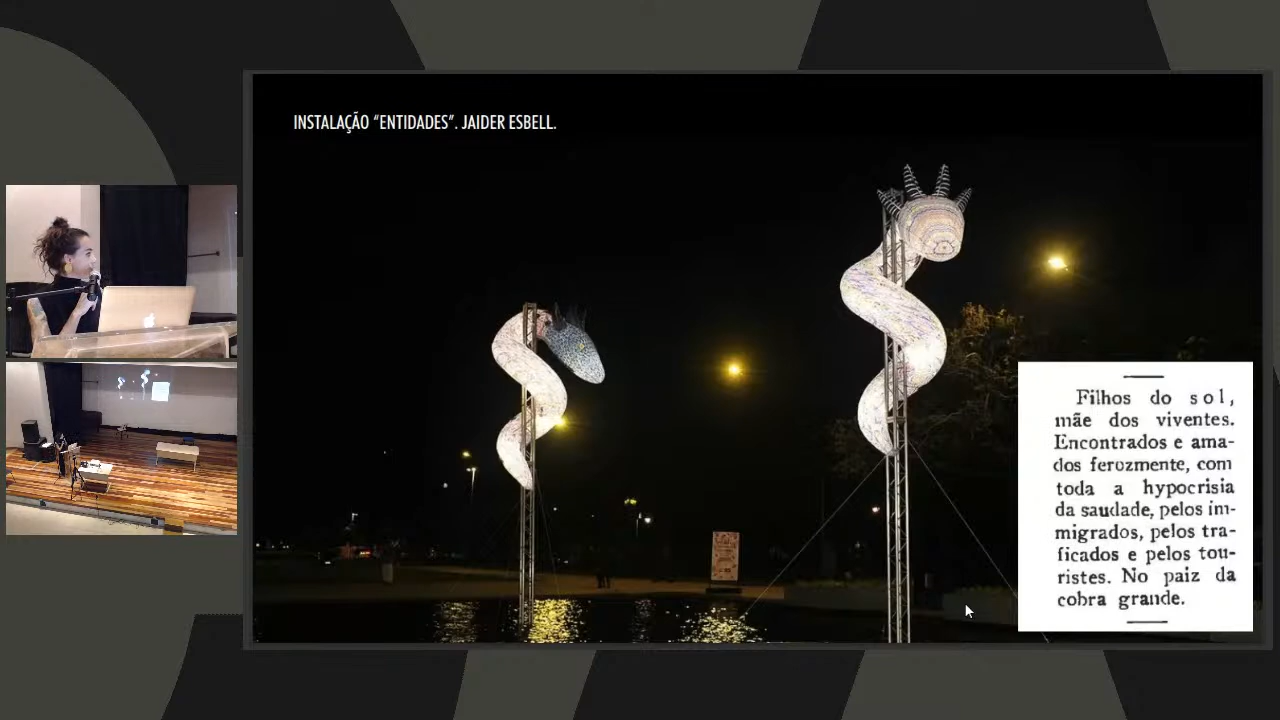 INSTALAÇÃO “ENTIDADES”. JAIDER ESBELL.
Filhos do sol,
mãe dos viventes.
Encontrados e ama-
dos ferozmente, com
toda a hypocrisia
da saudade, pelos im-
migrados, pelos tra-
ficados e pelos tou-
ristes. No paiz da
cobra grande.